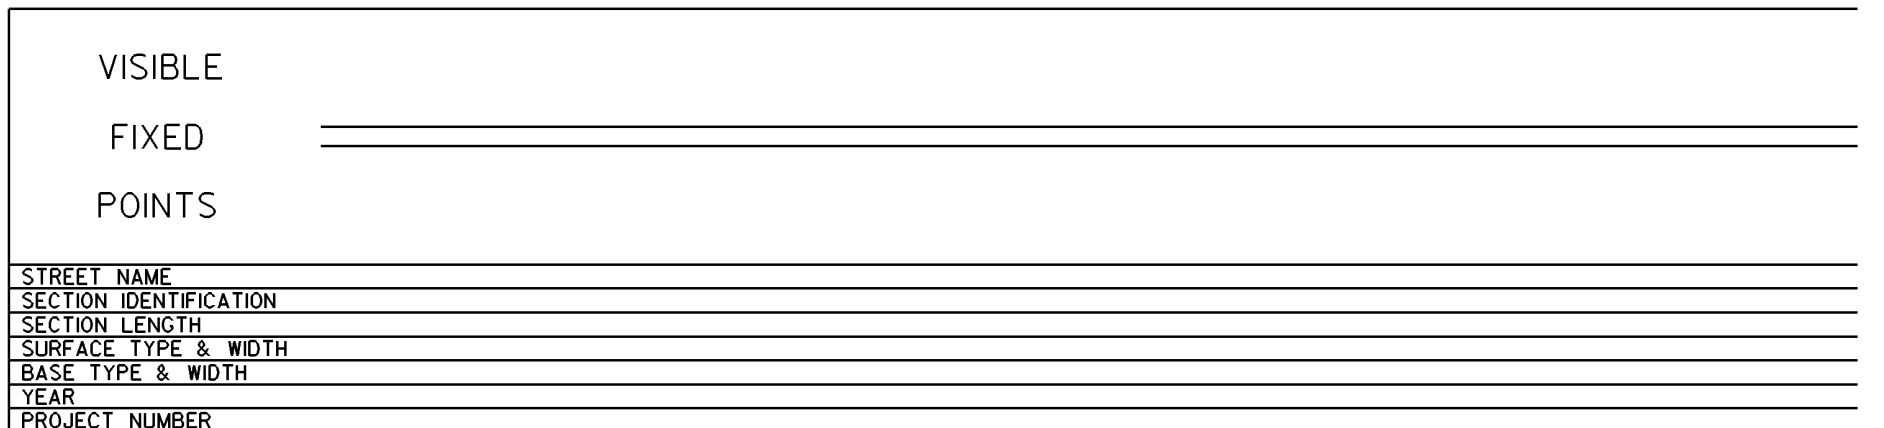 VISIBLE
FIXED
POINTS
STREET NAME
SECTION IDENTIFICATION
SECTION LENGTH
SURFACE TYPE & WIDTH
BASE TYPE & WIDTH
YEAR
PROJECT NUMBER